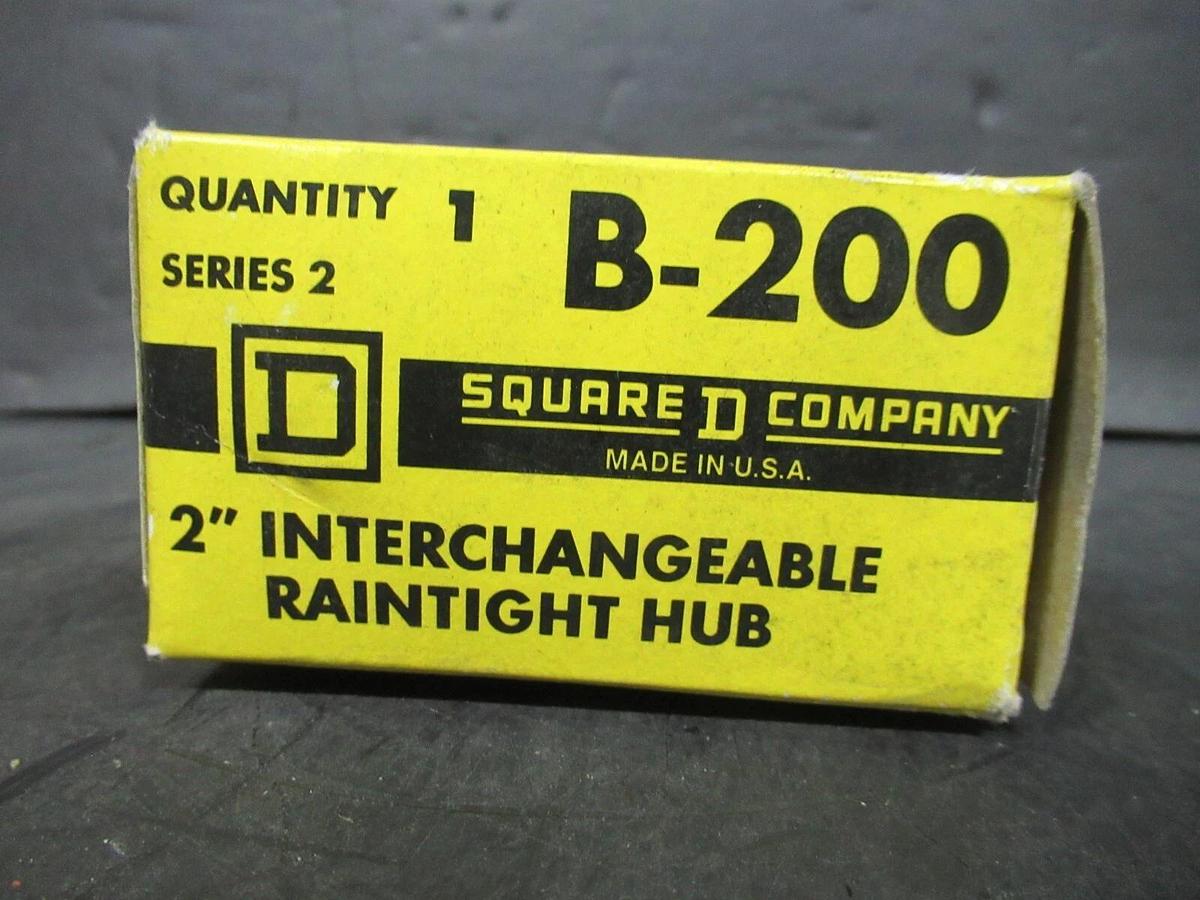 QUANTITY 1 B-200
SERIES 2
D
SQUARE D COMPANY
MADE IN U.S.A.
2" INTERCHANGEABLE
RAINTIGHT HUB